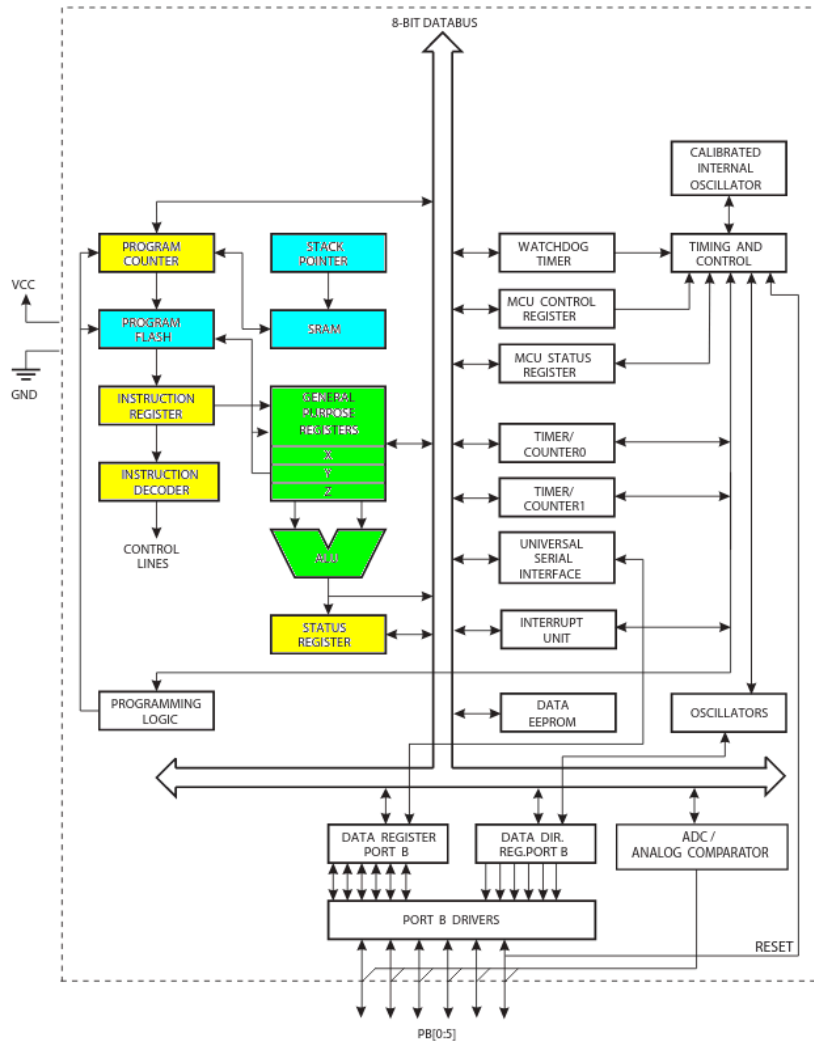 8-BIT DATABUS
CALIBRATED
INTERNAL
OSCILLATOR
PROGRAM
COUNTER
STACK
POINTER
WATCHDOG
TIMER
TIMING AND
CONTROL
VCC
PROGRAM
FLASH
SRAM
MCU CONTROL
REGISTER
MCU STATUS
REGISTER
GND
INSTRUCTION
REGISTER
GENERAL
PURPOSE
REGISTERS
X
Y
Z
TIMER/
COUNTER0
INSTRUCTION
DECODER
TIMER/
COUNTER1
CONTROL
LINES
ALU
UNIVERSAL
SERIAL
INTERFACE
STATUS
REGISTER
INTERRUPT
UNIT
PROGRAMMING
LOGIC
DATA
EEPROM
OSCILLATORS
DATA REGISTER
PORT B
DATA DIR.
REG.PORT B
ADC /
ANALOG COMPARATOR
PORT B DRIVERS
RESET
PB[0:5]